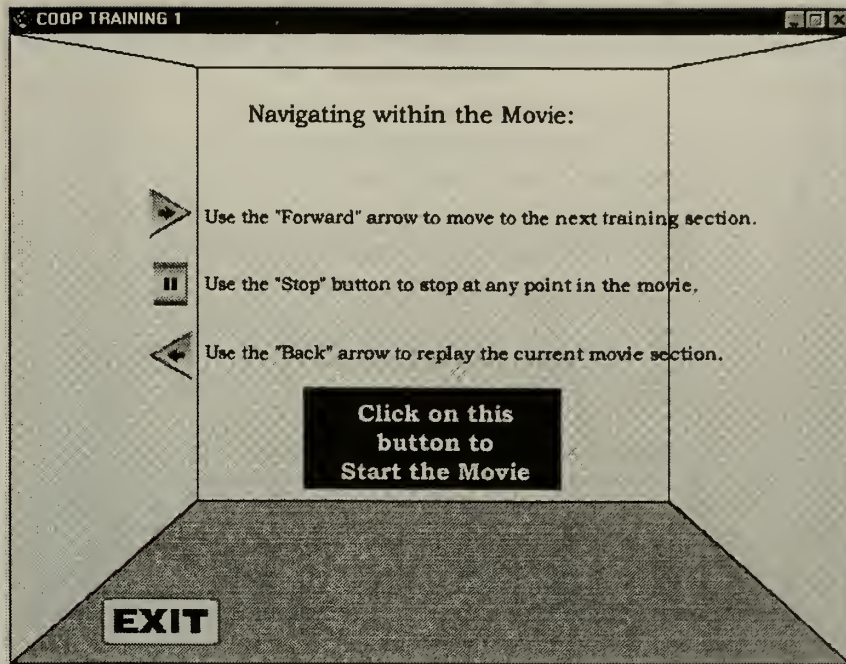 COOP TRAINING 1
Navigating within the Movie:
Use the "Forward" arrow to move to the next training section.
Use the "Stop" button to stop at any point in the movie.
Use the "Back" arrow to replay the current movie section.
Click on this
button to
Start the Movie
EXIT